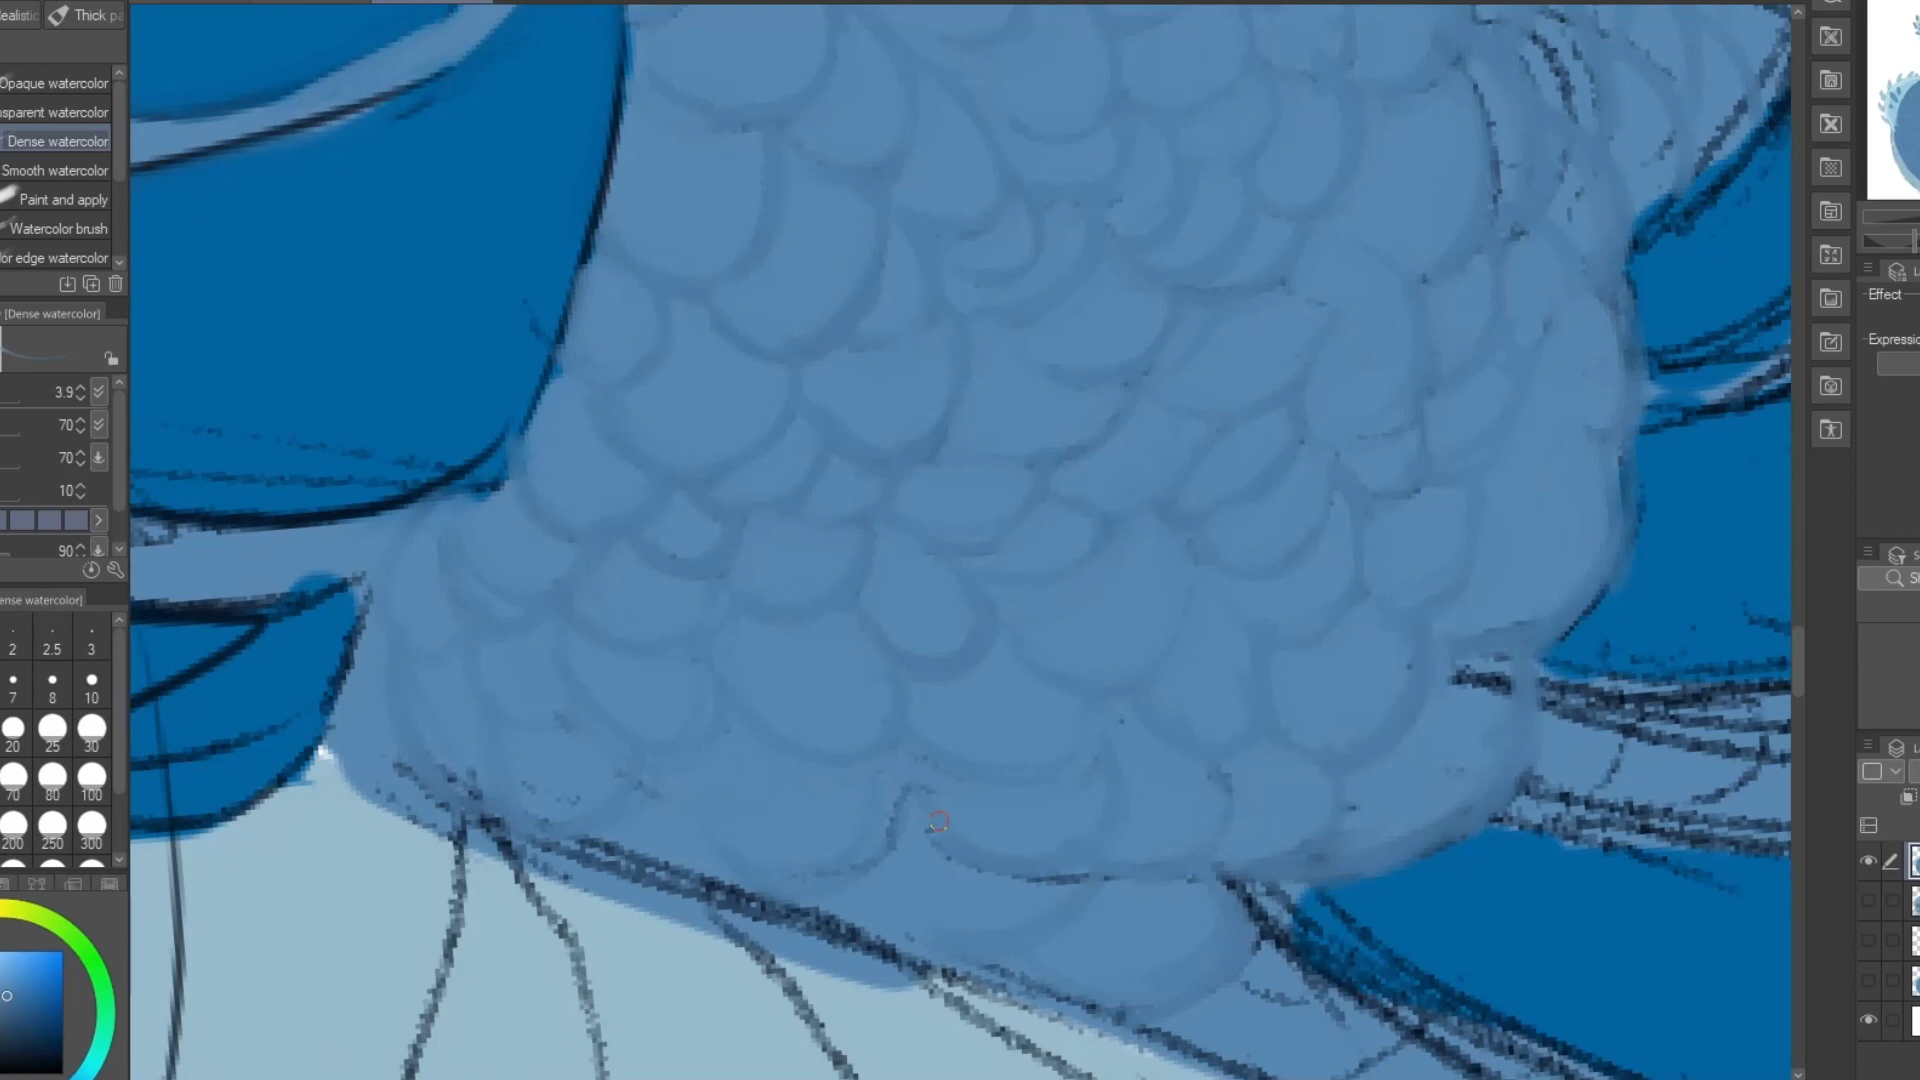 Realistic
Thick pa
Opaque watercolor
sparent watercolor
Dense watercolor
Smooth watercolor
Paint and apply
Watercolor brush
or edge watercolor
[Dense watercolor]
3.9
70
70
10
90
ense watercolor]
2 2.5 3
7 8 10
20 25 30
70 80 100
200 250 300
Effect
Expressio